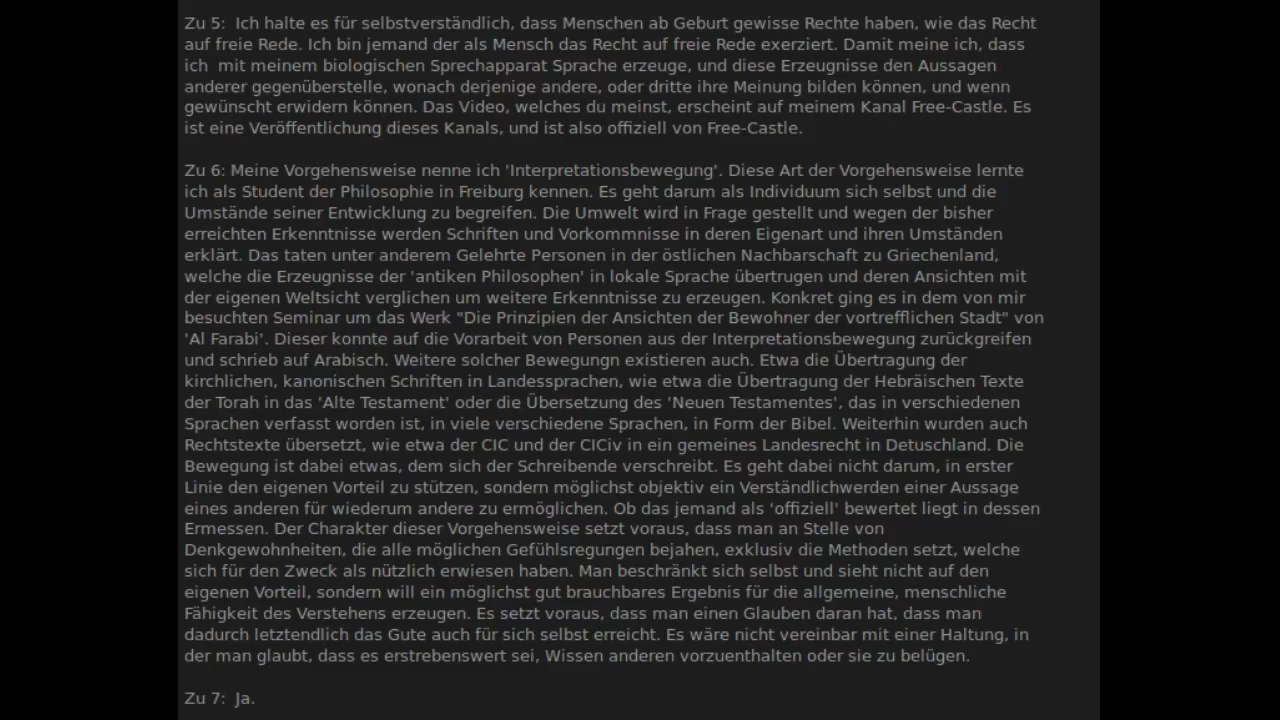 Zu 5:  Ich halte es für selbstverständlich, dass Menschen ab Geburt gewisse Rechte haben, wie das Recht
auf freie Rede. Ich bin jemand der als Mensch das Recht auf freie Rede exerziert. Damit meine ich, dass
ich  mit meinem biologischen Sprechapparat Sprache erzeuge, und diese Erzeugnisse den Aussagen
anderer gegenüberstelle, wonach derjenige andere, oder dritte ihre Meinung bilden können, und wenn
gewünscht erwidern können. Das Video, welches du meinst, erscheint auf meinem Kanal Free-Castle. Es
ist eine Veröffentlichung dieses Kanals, und ist also offiziell von Free-Castle.

Zu 6: Meine Vorgehensweise nenne ich 'Interpretationsbewegung'. Diese Art der Vorgehensweise lernte
ich als Student der Philosophie in Freiburg kennen. Es geht darum als Individuum sich selbst und die
Umstände seiner Entwicklung zu begreifen. Die Umwelt wird in Frage gestellt und wegen der bisher
erreichten Erkenntnisse werden Schriften und Vorkommnisse in deren Eigenart und ihren Umständen
erklärt. Das taten unter anderem Gelehrte Personen in der östlichen Nachbarschaft zu Griechenland,
welche die Erzeugnisse der 'antiken Philosophen' in lokale Sprache übertrugen und deren Ansichten mit
der eigenen Weltsicht verglichen um weitere Erkenntnisse zu erzeugen. Konkret ging es in dem von mir
besuchten Seminar um das Werk "Die Prinzipien der Ansichten der Bewohner der vortrefflichen Stadt" von
'Al Farabi'. Dieser konnte auf die Vorarbeit von Personen aus der Interpretationsbewegung zurückgreifen
und schrieb auf Arabisch. Weitere solcher Bewegungn existieren auch. Etwa die Übertragung der
kirchlichen, kanonischen Schriften in Landessprachen, wie etwa die Übertragung der Hebräischen Texte
der Torah in das 'Alte Testament' oder die Übersetzung des 'Neuen Testamentes', das in verschiedenen
Sprachen verfasst worden ist, in viele verschiedene Sprachen, in Form der Bibel. Weiterhin wurden auch
Rechtstexte übersetzt, wie etwa der CIC und der CICiv in ein gemeines Landesrecht in Detuschland. Die
Bewegung ist dabei etwas, dem sich der Schreibende verschreibt. Es geht dabei nicht darum, in erster
Linie den eigenen Vorteil zu stützen, sondern möglichst objektiv ein Verständlichwerden einer Aussage
eines anderen für wiederum andere zu ermöglichen. Ob das jemand als 'offiziell' bewertet liegt in dessen
Ermessen. Der Charakter dieser Vorgehensweise setzt voraus, dass man an Stelle von
Denkgewohnheiten, die alle möglichen Gefühlsregungen bejahen, exklusiv die Methoden setzt, welche
sich für den Zweck als nützlich erwiesen haben. Man beschränkt sich selbst und sieht nicht auf den
eigenen Vorteil, sondern will ein möglichst gut brauchbares Ergebnis für die allgemeine, menschliche
Fähigkeit des Verstehens erzeugen. Es setzt voraus, dass man einen Glauben daran hat, dass man
dadurch letztendlich das Gute auch für sich selbst erreicht. Es wäre nicht vereinbar mit einer Haltung, in
der man glaubt, dass es erstrebenswert sei, Wissen anderen vorzuenthalten oder sie zu belügen.

Zu 7:  Ja.